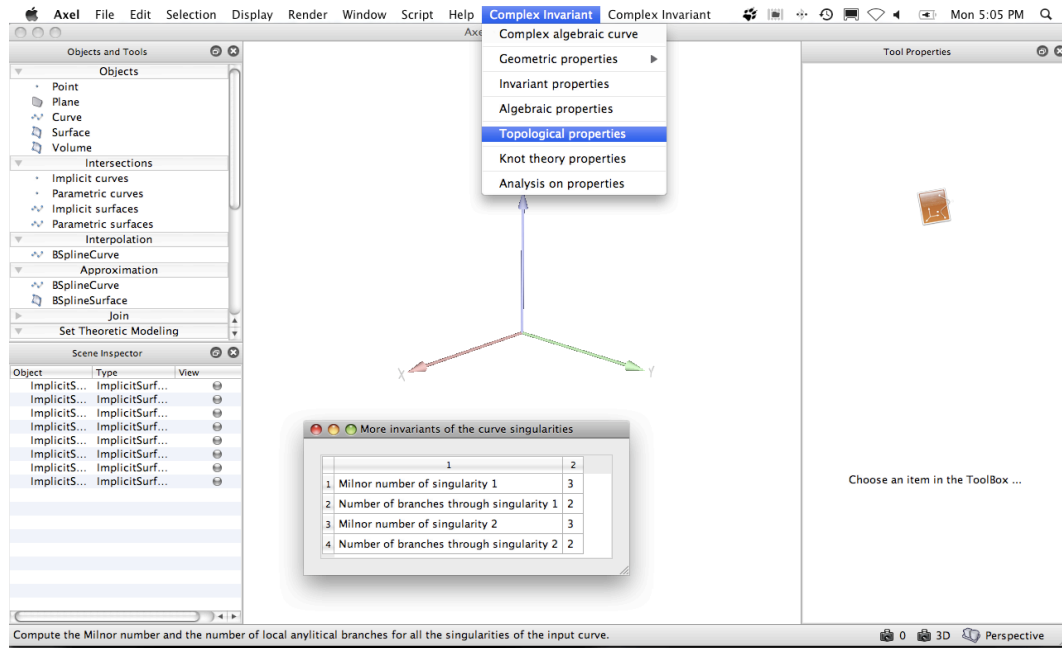 Axel File Edit Selection Display Render Window Script Help Complex Invariant Complex Invariant Mon 5:05 PM
Axe
Objects and Tools
Objects
Point
Plane
Curve
Surface
Volume
Intersections
Implicit curves
Parametric curves
Implicit surfaces
Parametric surfaces
Interpolation
BSplineCurve
Approximation
BSplineCurve
BSplineSurface
Join
Set Theoretic Modeling
Scene Inspector
Object Type View
ImplicitS... ImplicitSurf...
ImplicitS... ImplicitSurf...
ImplicitS... ImplicitSurf...
ImplicitS... ImplicitSurf...
ImplicitS... ImplicitSurf...
ImplicitS... ImplicitSurf...
ImplicitS... ImplicitSurf...
ImplicitS... ImplicitSurf...
Complex algebraic curve
Geometric properties
Invariant properties
Algebraic properties
Topological properties
Knot theory properties
Analysis on properties
X
Y
More invariants of the curve singularities
1 2
1 Milnor number of singularity 1 3
2 Number of branches through singularity 1 2
3 Milnor number of singularity 2 3
4 Number of branches through singularity 2 2
Tool Properties
Choose an item in the ToolBox ...
Compute the Milnor number and the number of local anylitical branches for all the singularities of the input curve.
0 3D Perspective